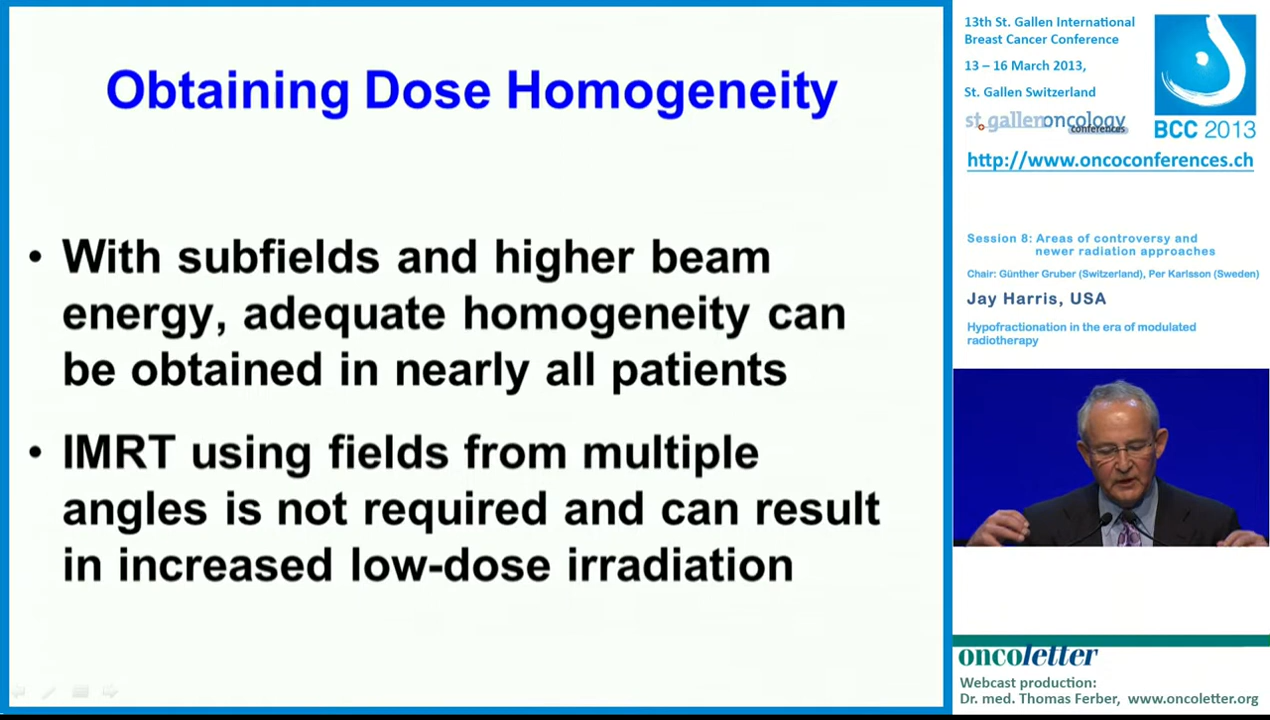 Obtaining Dose Homogeneity
• With subfields and higher beam
energy, adequate homogeneity can
be obtained in nearly all patients
• IMRT using fields from multiple
angles is not required and can result
in increased low-dose irradiation
13th St. Gallen International
Breast Cancer Conference
13 – 16 March 2013,
St. Gallen Switzerland
st.gallenoncology
conferences
BCC 2013
http://www.oncoconferences.ch
Session 8: Areas of controversy and
newer radiation approaches
Chair: Günther Gruber (Switzerland), Per Karlsson (Sweden)
Jay Harris, USA
Hypofractionation in the era of modulated
radiotherapy
oncoletter
Webcast production:
Dr. med. Thomas Ferber, www.oncoletter.org